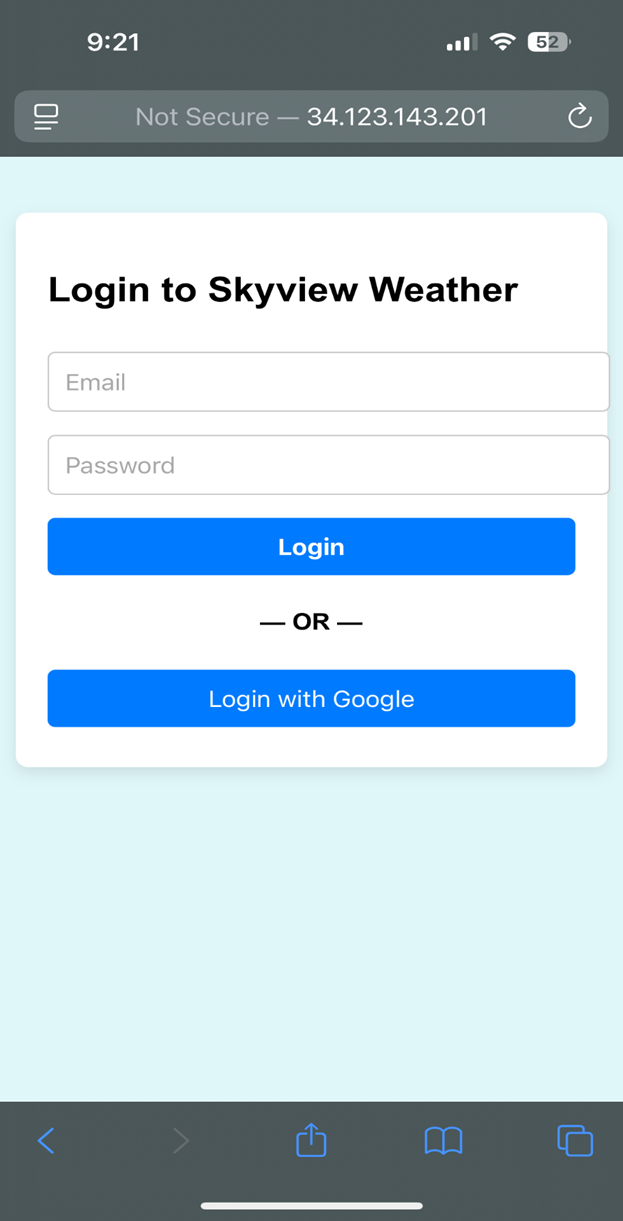 9:21
52
Not Secure — 34.123.143.201
Login to Skyview Weather
Email
Password
Login
— OR —
Login with Google